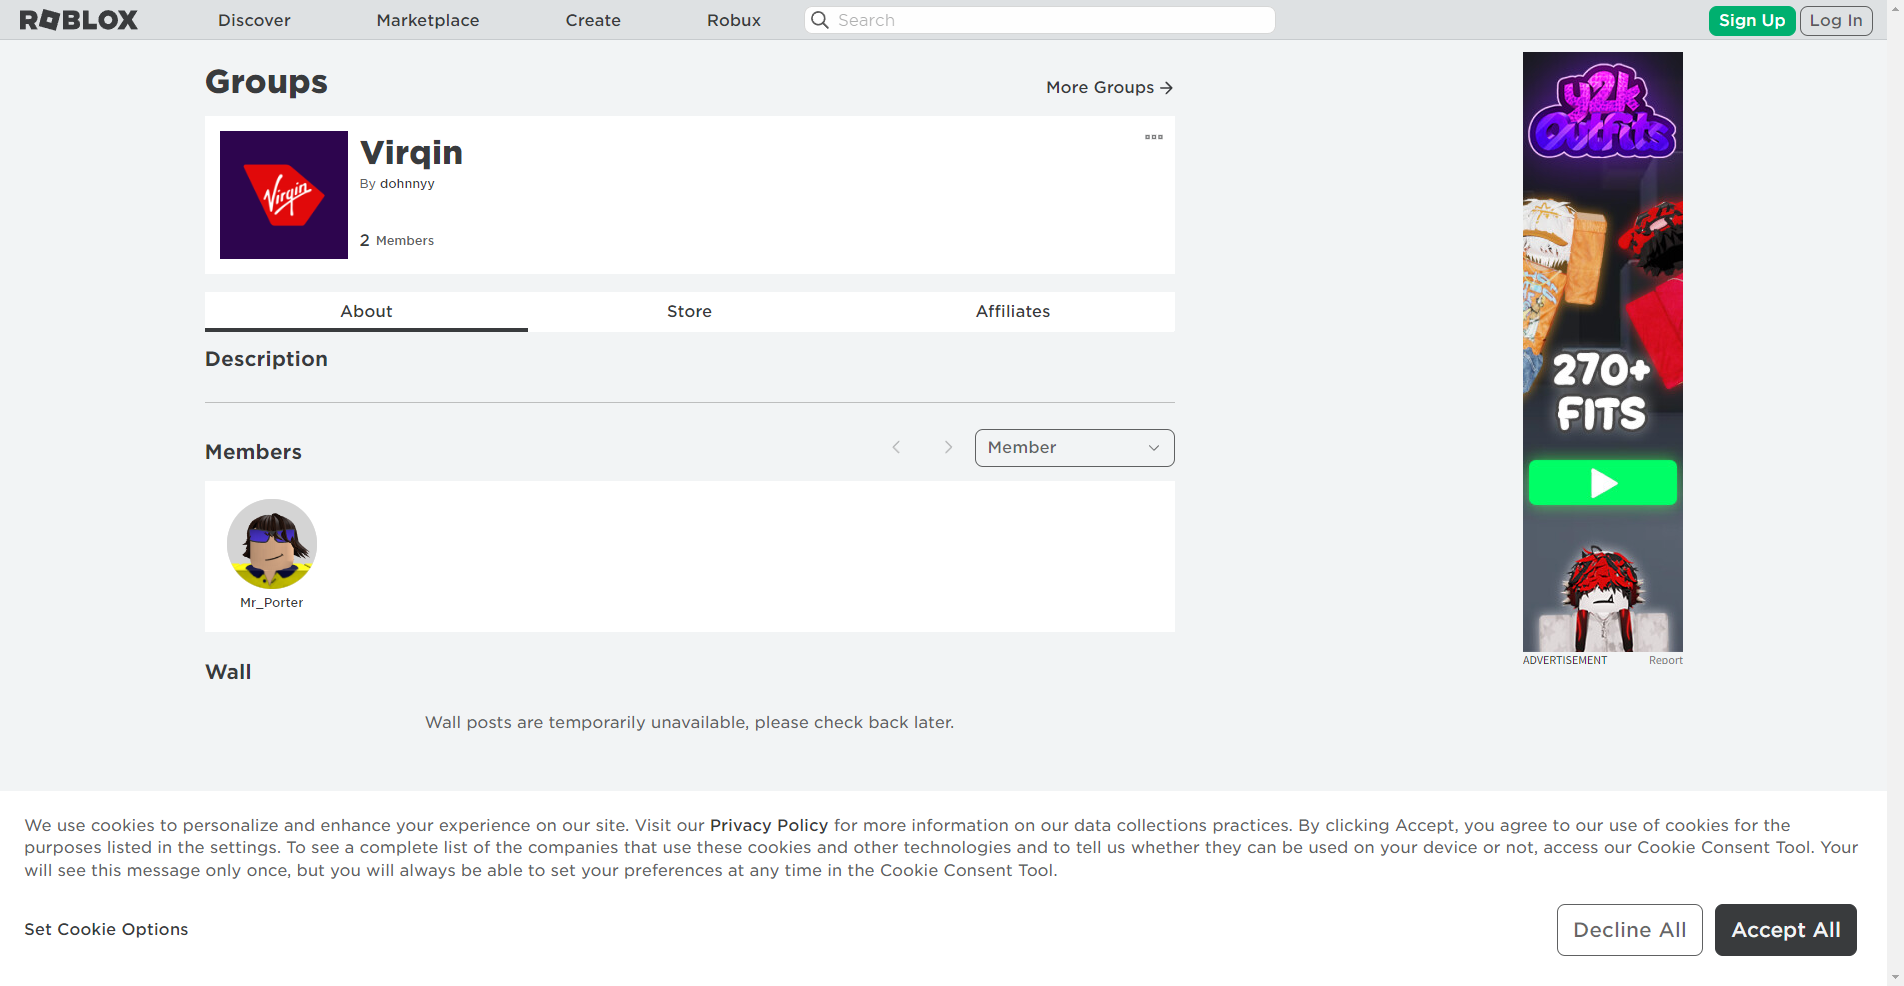 ROBLOX
Discover
Marketplace
Create
Robux
Search
Sign Up
Log In
Groups
More Groups
Virgin
Virqin
By dohnnyy
2 Members
About
Store
Affiliates
Description
Members
Member
Mr_Porter
Wall
Wall posts are temporarily unavailable, please check back later.
y2k
Outfits
270+
FITS
ADVERTISEMENT
Report
We use cookies to personalize and enhance your experience on our site. Visit our Privacy Policy for more information on our data collections practices. By clicking Accept, you agree to our use of cookies for the
purposes listed in the settings. To see a complete list of the companies that use these cookies and other technologies and to tell us whether they can be used on your device or not, access our Cookie Consent Tool. Your
will see this message only once, but you will always be able to set your preferences at any time in the Cookie Consent Tool.
Set Cookie Options
Decline All
Accept All